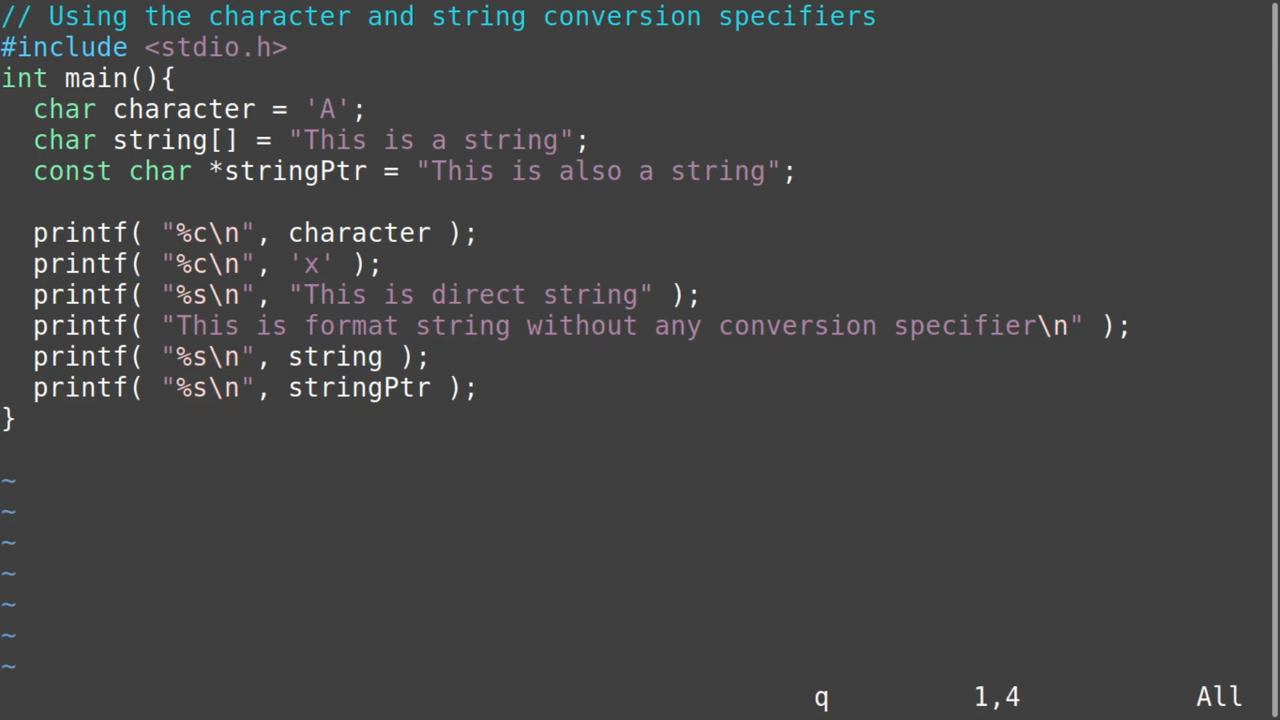 // Using the character and string conversion specifiers
#include <stdio.h>
int main(){
  char character = 'A';
  char string[] = "This is a string";
  const char *stringPtr = "This is also a string";

  printf( "%c\n", character );
  printf( "%c\n", 'x' );
  printf( "%s\n", "This is direct string" );
  printf( "This is format string without any conversion specifier\n" );
  printf( "%s\n", string );
  printf( "%s\n", stringPtr );
}

~
~
~
~
~
~
~
q 1,4 All